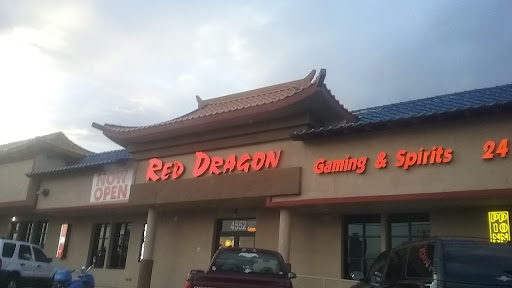 NOW
OPEN
RED DRAGON
Gaming & Spirits 24
4552